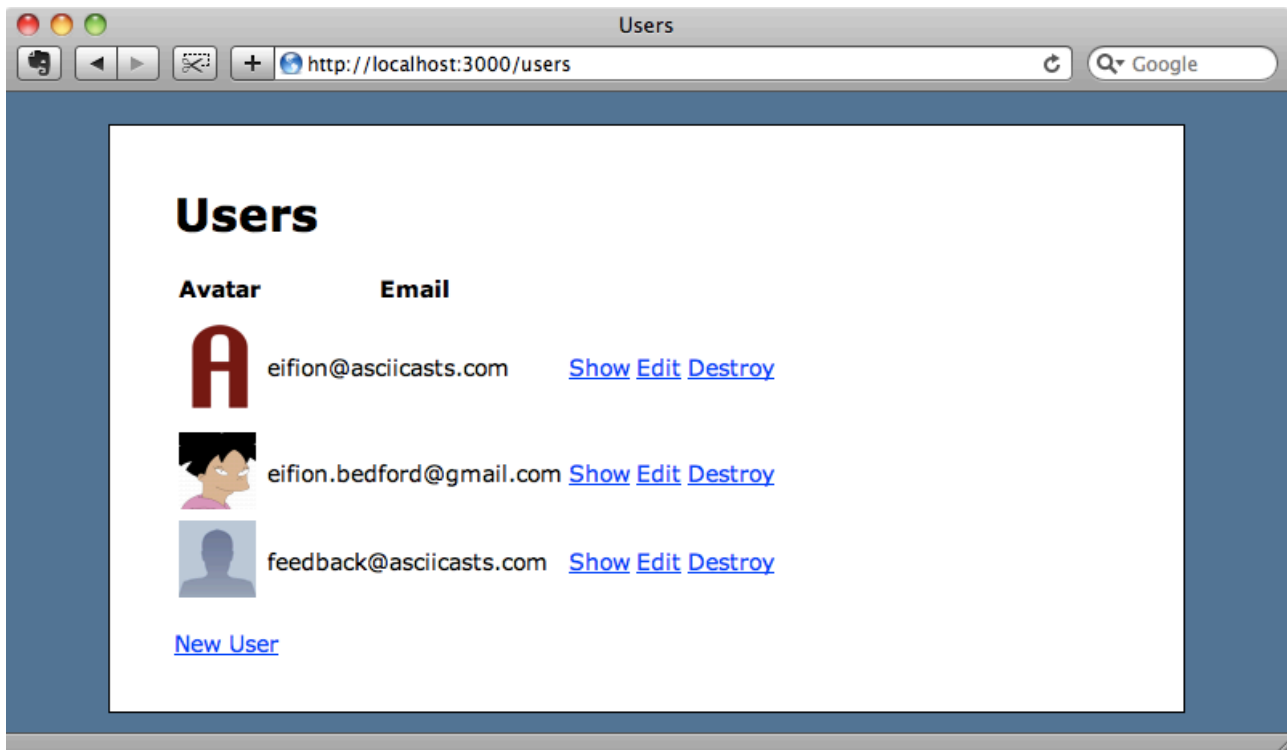 Users
http://localhost:3000/users
Google
Users
Avatar Email
A
eifion@asciicasts.com Show Edit Destroy
eifion.bedford@gmail.com Show Edit Destroy
feedback@asciicasts.com Show Edit Destroy
New User